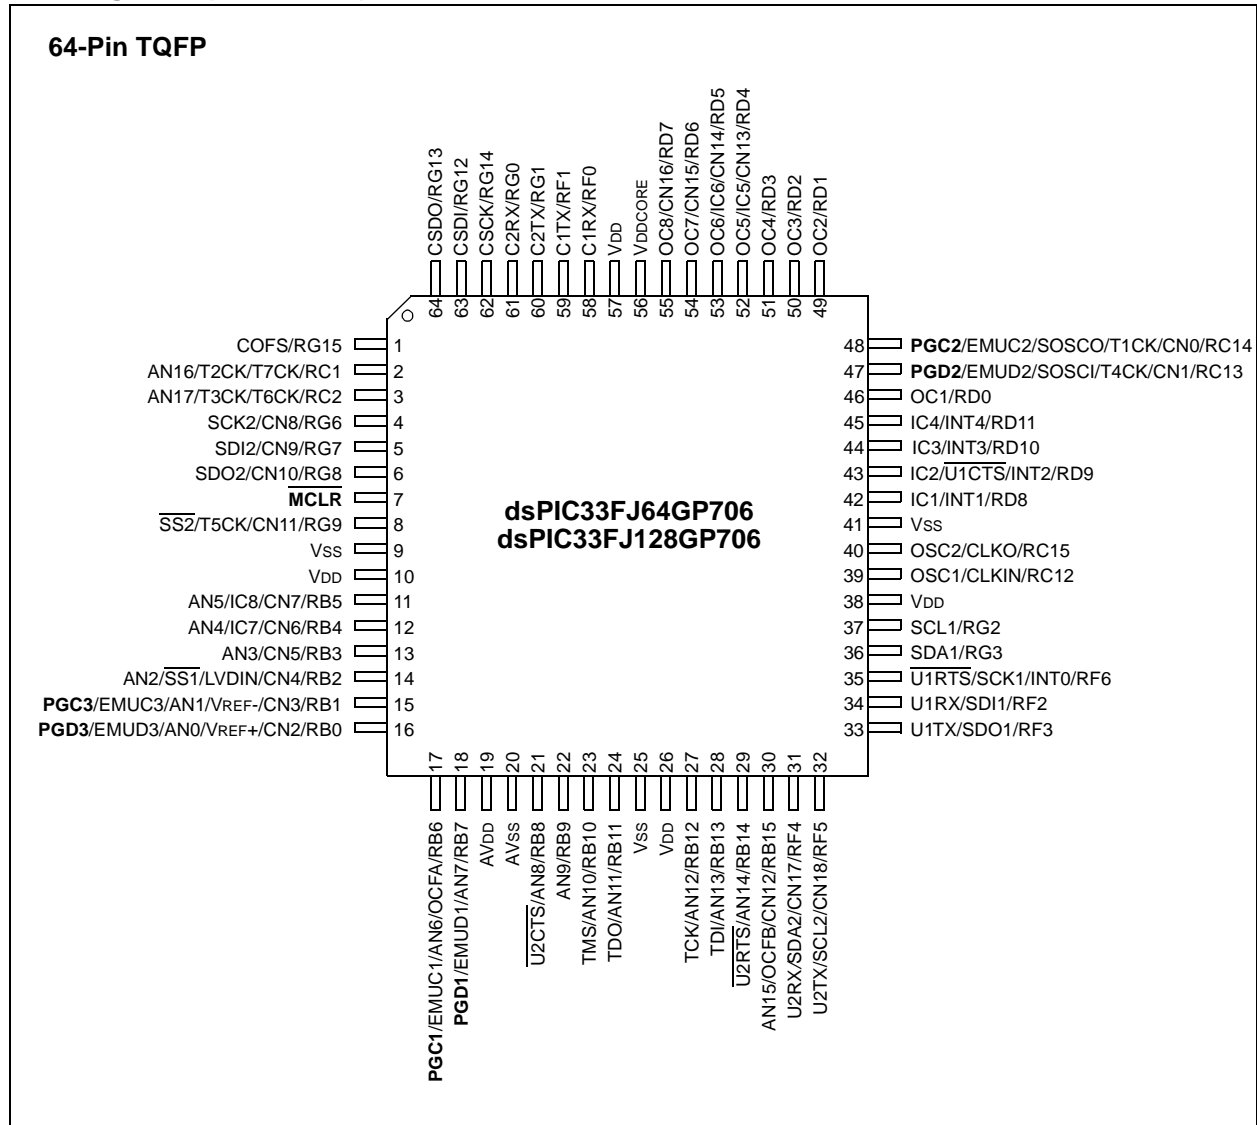 64-Pin TQFP
CSDO/RG13
CSDI/RG12
CSCK/RG14
C2RX/RG0
C2TX/RG1
C1TX/RF1
C1RX/RF0
VDD
VDDCORE
OC8/CN16/RD7
OC7/CN15/RD6
OC6/IC6/CN14/RD5
OC5/IC5/CN13/RD4
OC4/RD3
OC3/RD2
OC2/RD1
64
63
62
61
60
59
58
57
56
55
54
53
52
51
50
49
COFS/RG15 1
AN16/T2CK/T7CK/RC1 2
AN17/T3CK/T6CK/RC2 3
SCK2/CN8/RG6 4
SDI2/CN9/RG7 5
SDO2/CN10/RG8 6
MCLR 7
SS2/T5CK/CN11/RG9 8
VSS 9
VDD 10
AN5/IC8/CN7/RB5 11
AN4/IC7/CN6/RB4 12
AN3/CN5/RB3 13
AN2/SS1/LVDIN/CN4/RB2 14
PGC3/EMUC3/AN1/VREF-/CN3/RB1 15
PGD3/EMUD3/AN0/VREF+/CN2/RB0 16
dsPIC33FJ64GP706
dsPIC33FJ128GP706
48 PGC2/EMUC2/SOSCO/T1CK/CN0/RC14
47 PGD2/EMUD2/SOSCI/T4CK/CN1/RC13
46 OC1/RD0
45 IC4/INT4/RD11
44 IC3/INT3/RD10
43 IC2/U1CTS/INT2/RD9
42 IC1/INT1/RD8
41 VSS
40 OSC2/CLKO/RC15
39 OSC1/CLKIN/RC12
38 VDD
37 SCL1/RG2
36 SDA1/RG3
35 U1RTS/SCK1/INT0/RF6
34 U1RX/SDI1/RF2
33 U1TX/SDO1/RF3
17
18
19
20
21
22
23
24
25
26
27
28
29
30
31
32
PGC1/EMUC1/AN6/OCFA/RB6
PGD1/EMUD1/AN7/RB7
AVDD
AVSS
U2CTS/AN8/RB8
AN9/RB9
TMS/AN10/RB10
TDO/AN11/RB11
VSS
VDD
TCK/AN12/RB12
TDI/AN13/RB13
U2RTS/AN14/RB14
AN15/OCFB/CN12/RB15
U2RX/SDA2/CN17/RF4
U2TX/SCL2/CN18/RF5